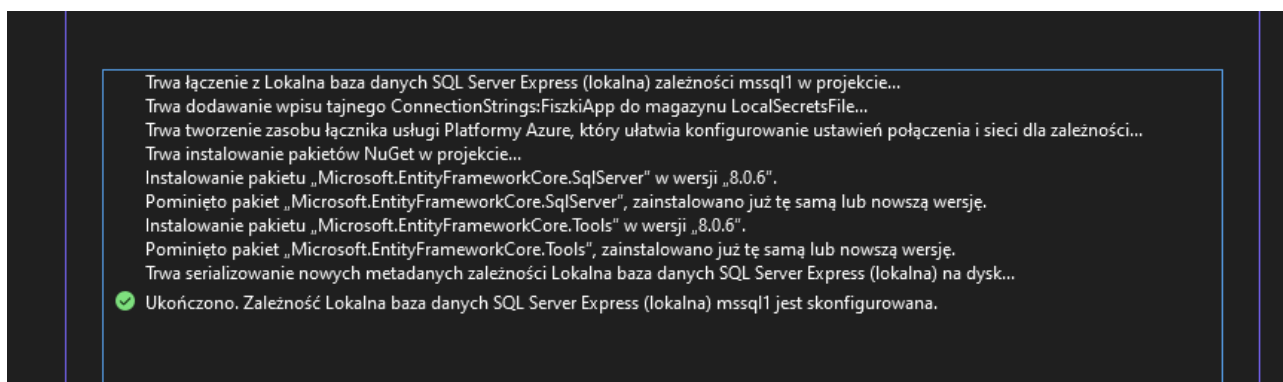 Trwa łączenie z Lokalna baza danych SQL Server Express (lokalna) zależności mssql1 w projekcie...
Trwa dodawanie wpisu tajnego ConnectionStrings:FiszkiApp do magazynu LocalSecretsFile...
Trwa tworzenie zasobu łącznika usługi Platformy Azure, który ułatwia konfigurowanie ustawień połączenia i sieci dla zależności...
Trwa instalowanie pakietów NuGet w projekcie...
Instalowanie pakietu „Microsoft.EntityFrameworkCore.SqlServer” w wersji „8.0.6”.
Pominięto pakiet „Microsoft.EntityFrameworkCore.SqlServer”, zainstalowano już tę samą lub nowszą wersję.
Instalowanie pakietu „Microsoft.EntityFrameworkCore.Tools” w wersji „8.0.6”.
Pominięto pakiet „Microsoft.EntityFrameworkCore.Tools”, zainstalowano już tę samą lub nowszą wersję.
Trwa serializowanie nowych metadanych zależności Lokalna baza danych SQL Server Express (lokalna) na dysk...
Ukończono. Zależność Lokalna baza danych SQL Server Express (lokalna) mssql1 jest skonfigurowana.